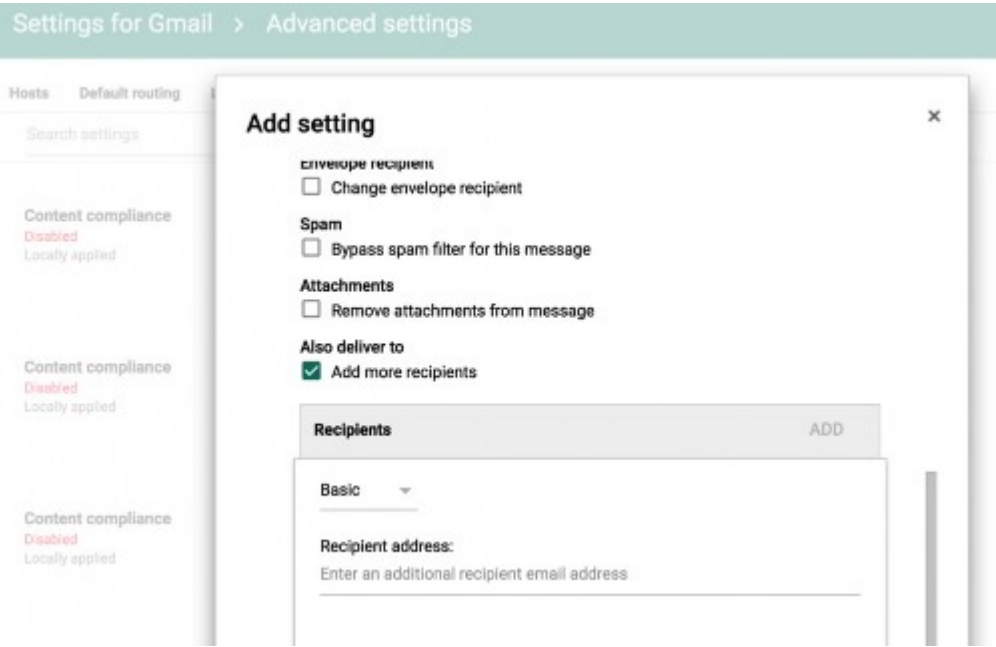 Settings for Gmail > Advanced settings
Hosts Default routing
Search settings
Add setting ×
Envelope recipient
Change envelope recipient
Spam
Bypass spam filter for this message
Attachments
Remove attachments from message
Also deliver to
Add more recipients
Recipients ADD
Basic
Recipient address:
Enter an additional recipient email address
Content compliance
Disabled
Locally applied
Content compliance
Disabled
Locally applied
Content compliance
Disabled
Locally applied